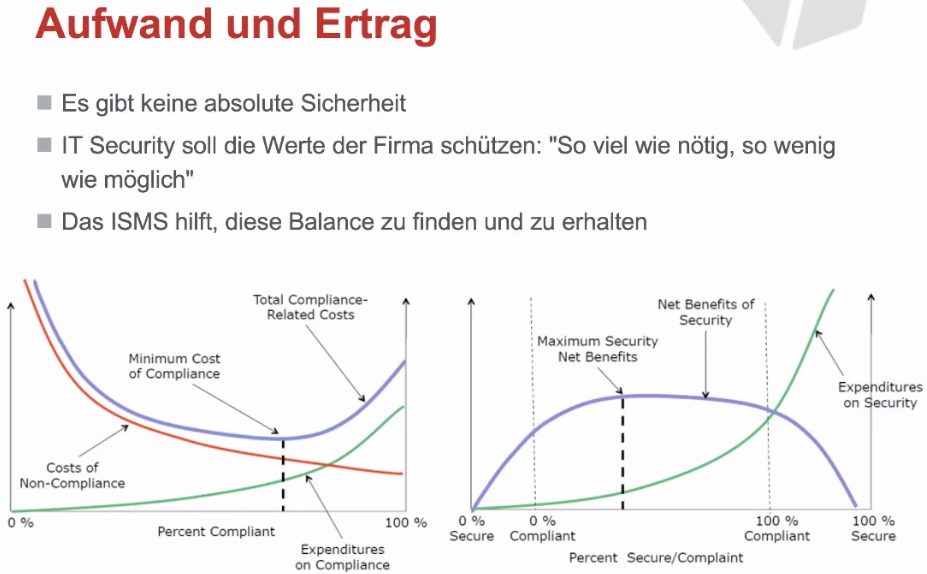 Aufwand und Ertrag
Es gibt keine absolute Sicherheit
IT Security soll die Werte der Firma schützen: "So viel wie nötig, so wenig
wie möglich"
Das ISMS hilft, diese Balance zu finden und zu erhalten
Total Compliance-
Related Costs
Minimum Cost
of Compliance
Costs of
Non-Compliance
0 %
100 %
Percent Compliant
Expenditures
on Compliance
Net Benefits of
Security
Maximum Security
Net Benefits
Expenditures
on Security
0 %
Secure
0%
Compliant
100 %
Compliant
100 %
Secure
Percent Secure/Complaint